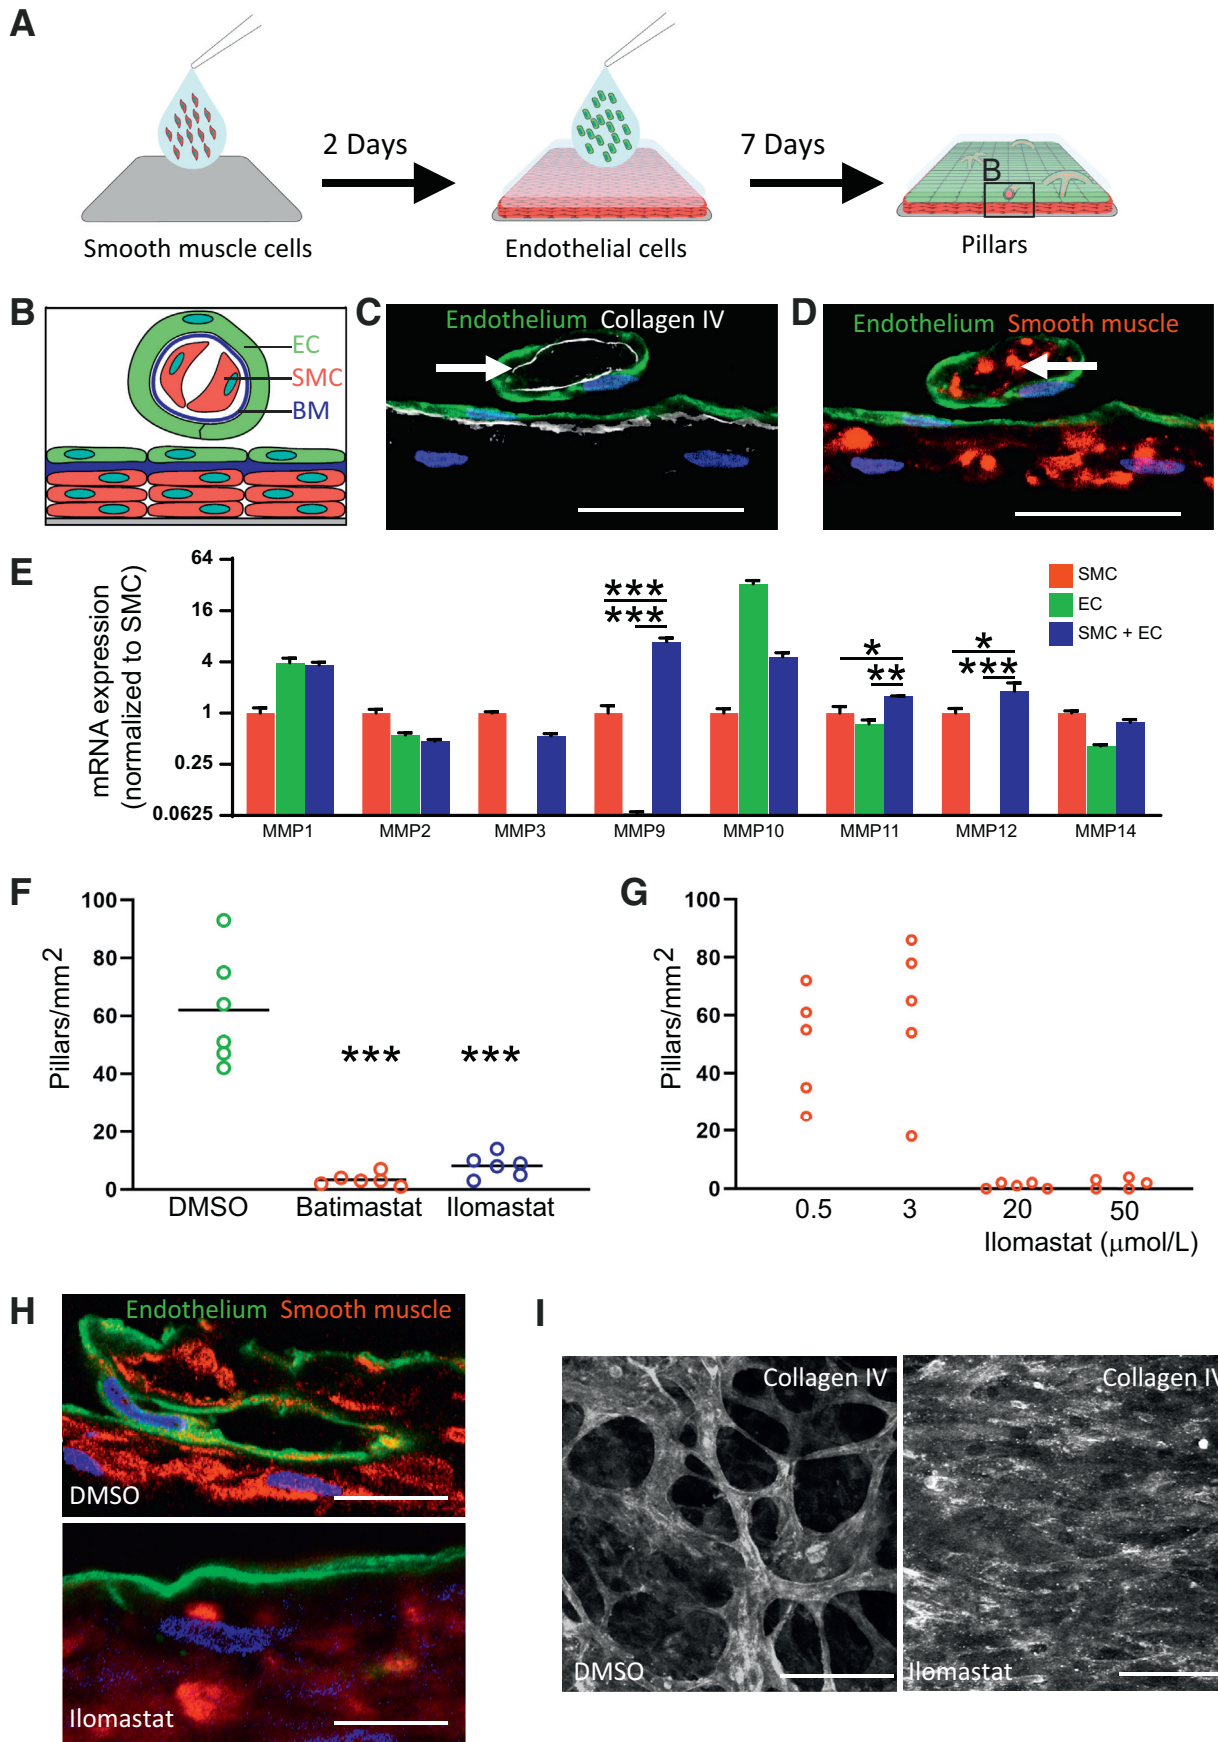 A
2 Days
7 Days
B
Smooth muscle cells
Endothelial cells
Pillars
B
EC
SMC
BM
C
Endothelium Collagen IV
D
Endothelium Smooth muscle
E
mRNA expression
(normalized to SMC)
64
16
4
1
0.25
0.0625
***
***
*
**
*
***
SMC
EC
SMC + EC
MMP1 MMP2 MMP3 MMP9 MMP10 MMP11 MMP12 MMP14
F
Pillars/mm2
100
80
60
40
20
0
*** ***
DMSO Batimastat Ilomastat
G
Pillars/mm2
100
80
60
40
20
0
0.5 3 20 50
Ilomastat (μmol/L)
H
Endothelium Smooth muscle
DMSO
Ilomastat
I
Collagen IV
DMSO
Collagen IV
Ilomastat